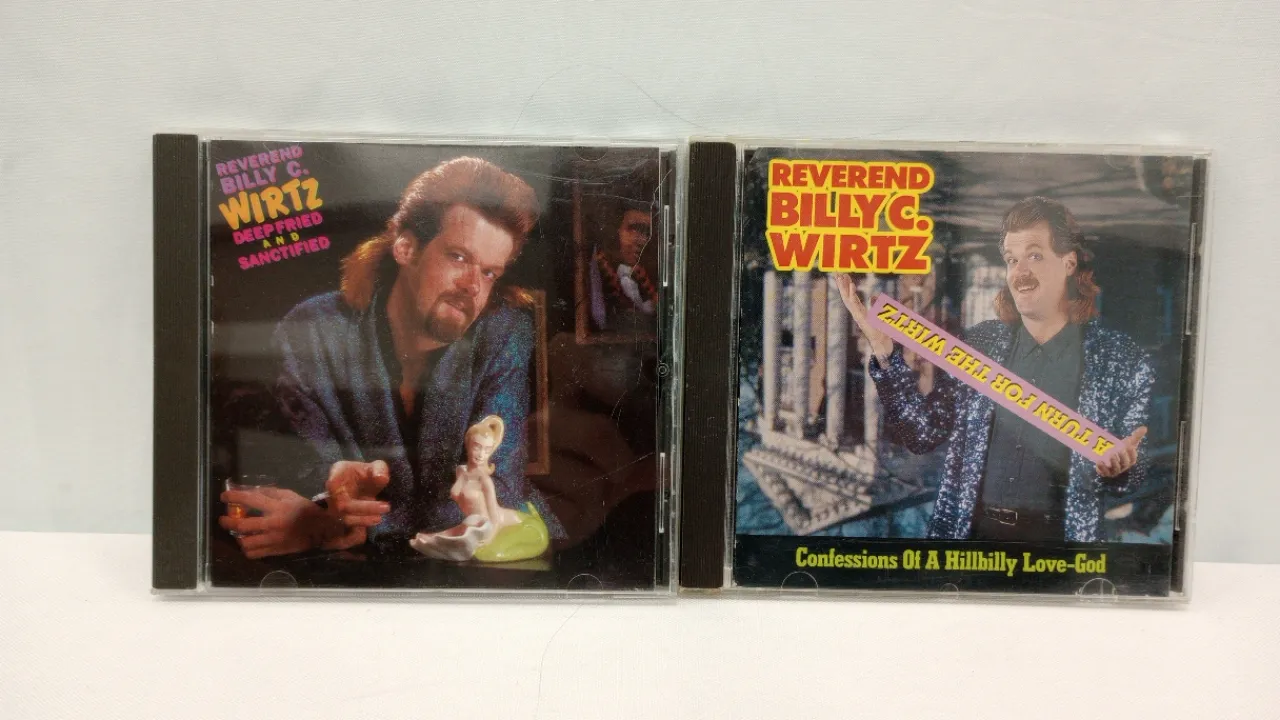 REVEREND
BILLY C.
WIRTZ
DEEP FRIED
AND
SANCTIFIED
REVEREND
BILLY C.
WIRTZ
A TURN FOR THE WIRTZ
Confessions Of A Hillbilly Love-God